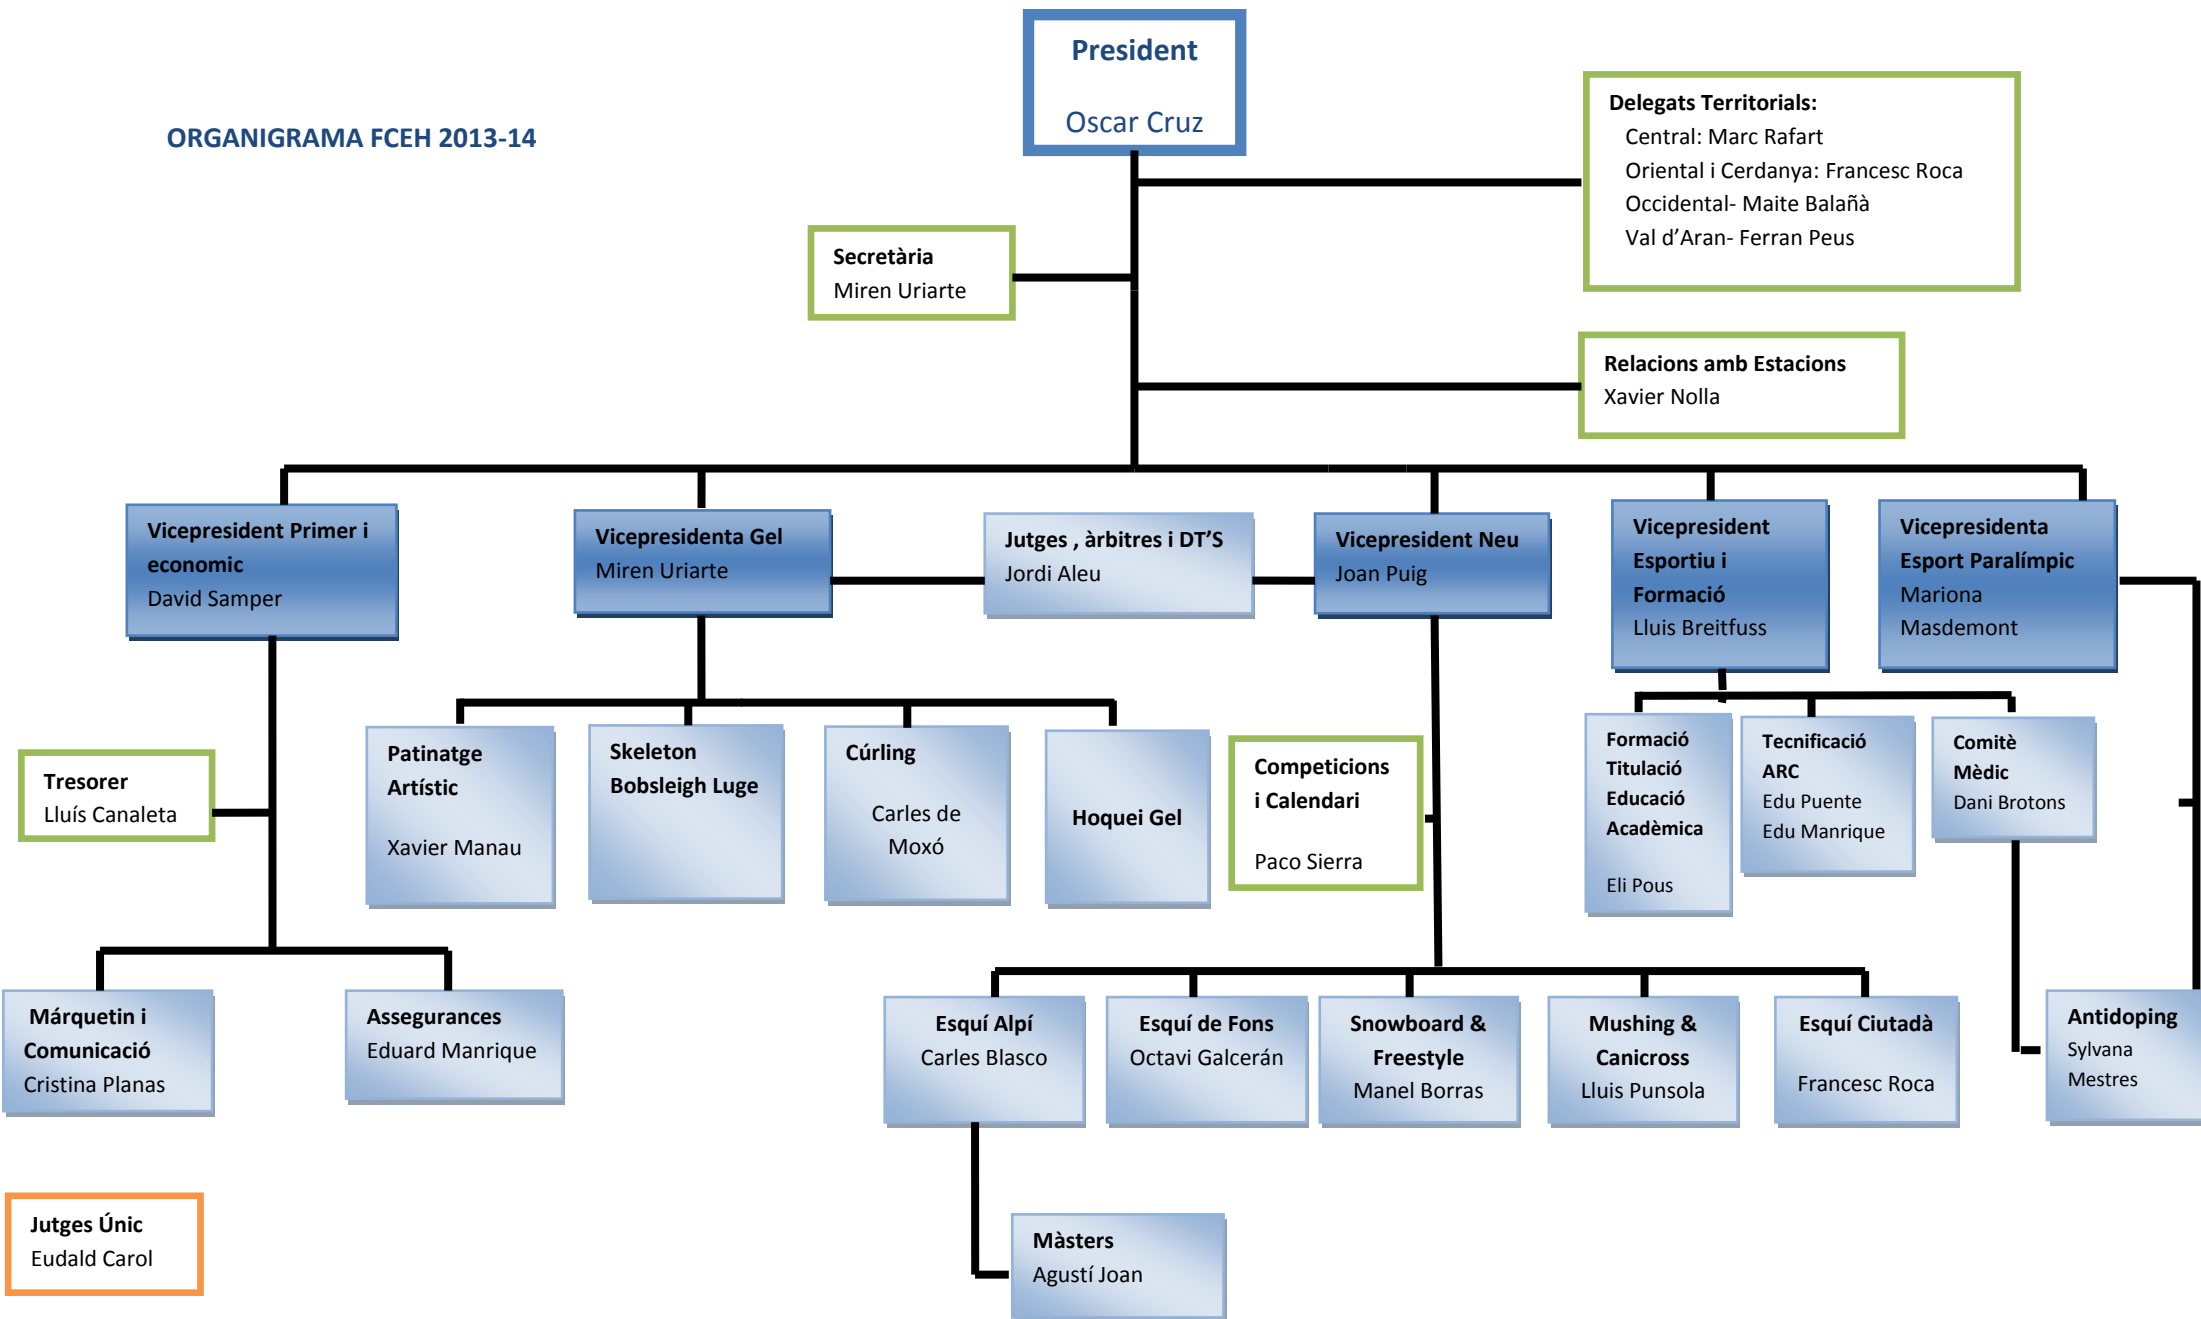 President
Oscar Cruz
ORGANIGRAMA FCEH 2013-14
Delegats Territorials:
Central: Marc Rafart
Oriental i Cerdanya: Francesc Roca
Occidental- Maite Balañà
Val d’Aran- Ferran Peus
Secretària
Miren Uriarte
Relacions amb Estacions
Xavier Nolla
Vicepresident Primer i
economic
David Samper
Vicepresidenta Gel
Miren Uriarte
Jutges , àrbitres i DT’S
Jordi Aleu
Vicepresident Neu
Joan Puig
Vicepresident
Esportiu i
Formació
Lluis Breitfuss
Vicepresidenta
Esport Paralímpic
Mariona
Masdemont
Tresorer
Lluís Canaleta
Patinatge
Artístic
Xavier Manau
Skeleton
Bobsleigh Luge
Cúrling
Carles de
Moxó
Hoquei Gel
Competicions
i Calendari
Paco Sierra
Formació
Titulació
Educació
Acadèmica
Eli Pous
Tecnificació
ARC
Edu Puente
Edu Manrique
Comitè
Mèdic
Dani Brotons
Márquetin i
Comunicació
Cristina Planas
Assegurances
Eduard Manrique
Esquí Alpí
Carles Blasco
Esquí de Fons
Octavi Galcerán
Snowboard &
Freestyle
Manel Borras
Mushing &
Canicross
Lluis Punsola
Esquí Ciutadà
Francesc Roca
Antidoping
Sylvana
Mestres
Jutges Únic
Eudald Carol
Màsters
Agustí Joan